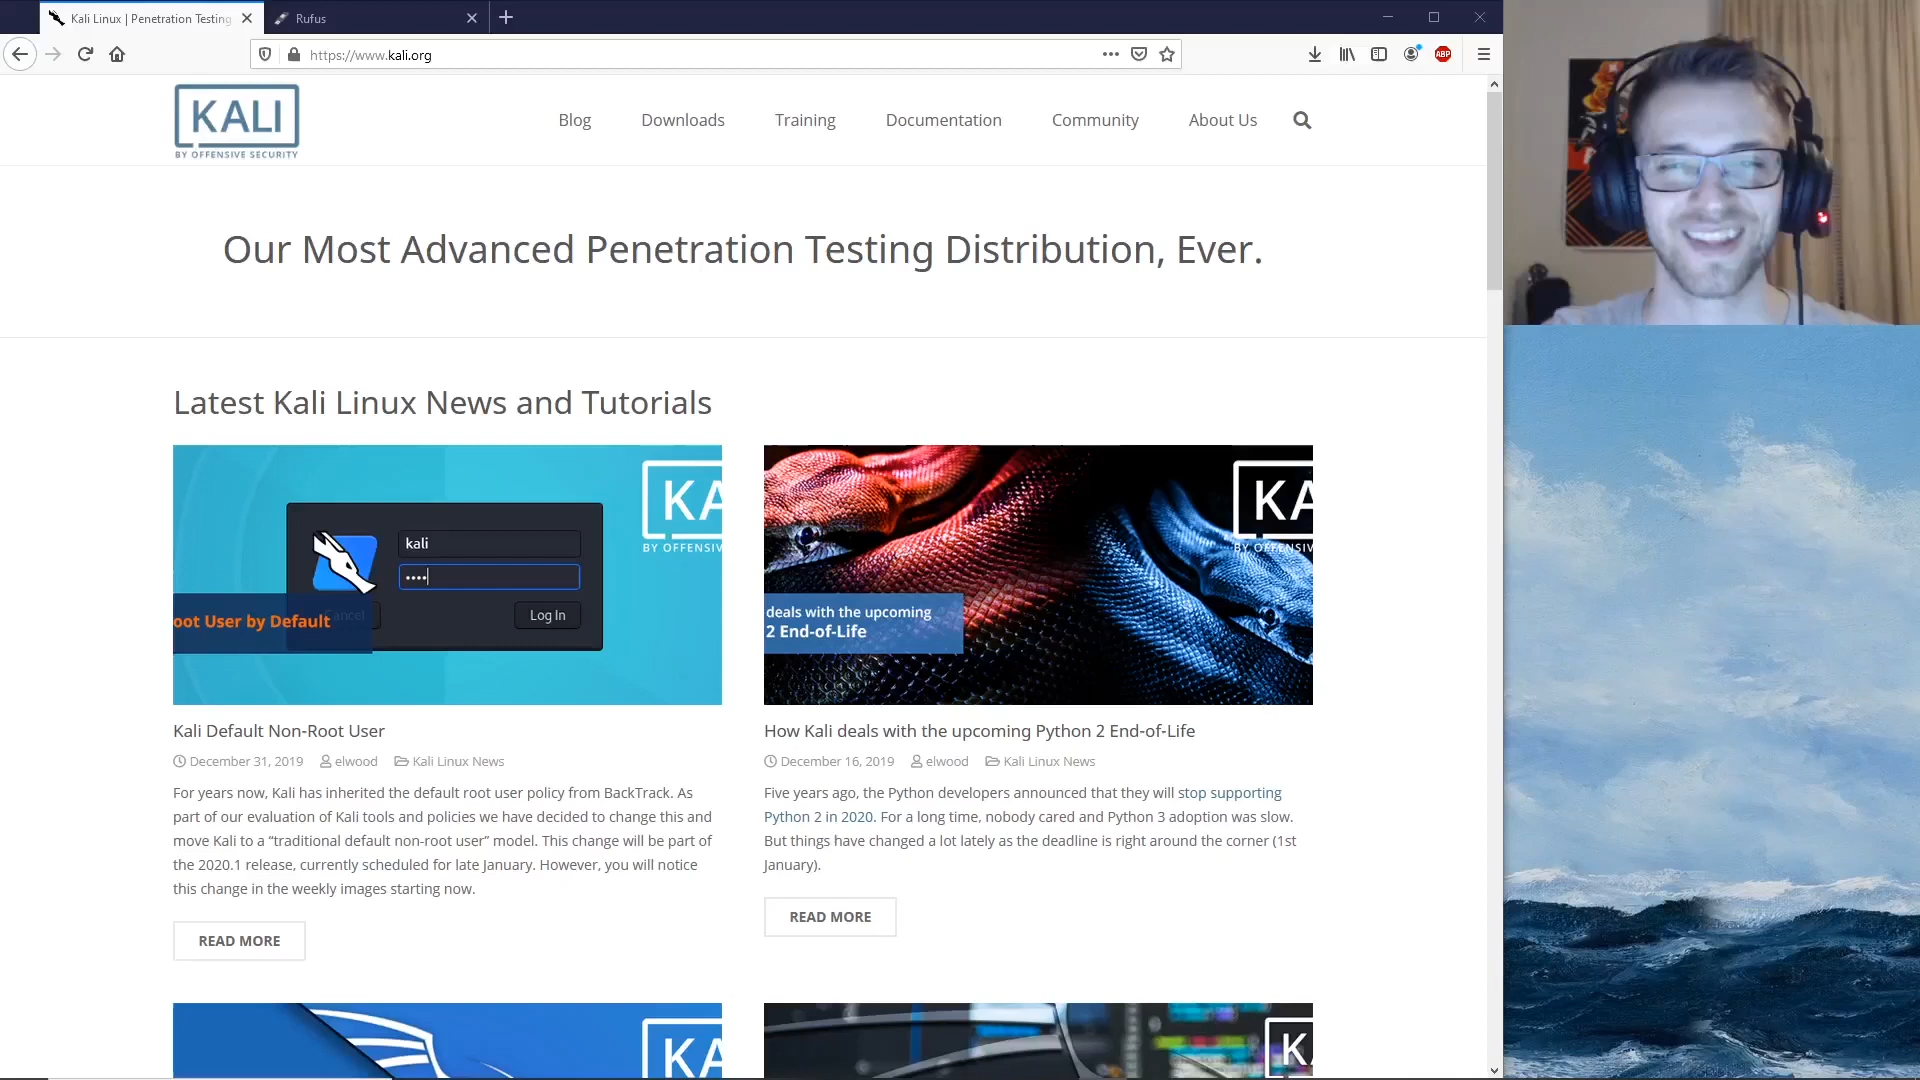 Kali Linux | Penetration Testing
Rufus
https://www.kali.org
ABP
KALI
BY OFFENSIVE SECURITY
Blog
Downloads
Training
Documentation
Community
About Us
Our Most Advanced Penetration Testing Distribution, Ever.
Latest Kali Linux News and Tutorials
KA
BY OFFENSIV
kali
••••
Cancel
Log In
oot User by Default
KA
BY OFFENSIV
deals with the upcoming
2 End-of-Life
Kali Default Non-Root User
December 31, 2019 elwood Kali Linux News
For years now, Kali has inherited the default root user policy from BackTrack. As
part of our evaluation of Kali tools and policies we have decided to change this and
move Kali to a “traditional default non-root user” model. This change will be part of
the 2020.1 release, currently scheduled for late January. However, you will notice
this change in the weekly images starting now.
READ MORE
How Kali deals with the upcoming Python 2 End-of-Life
December 16, 2019 elwood Kali Linux News
Five years ago, the Python developers announced that they will stop supporting
Python 2 in 2020. For a long time, nobody cared and Python 3 adoption was slow.
But things have changed a lot lately as the deadline is right around the corner (1st
January).
READ MORE
KA
K